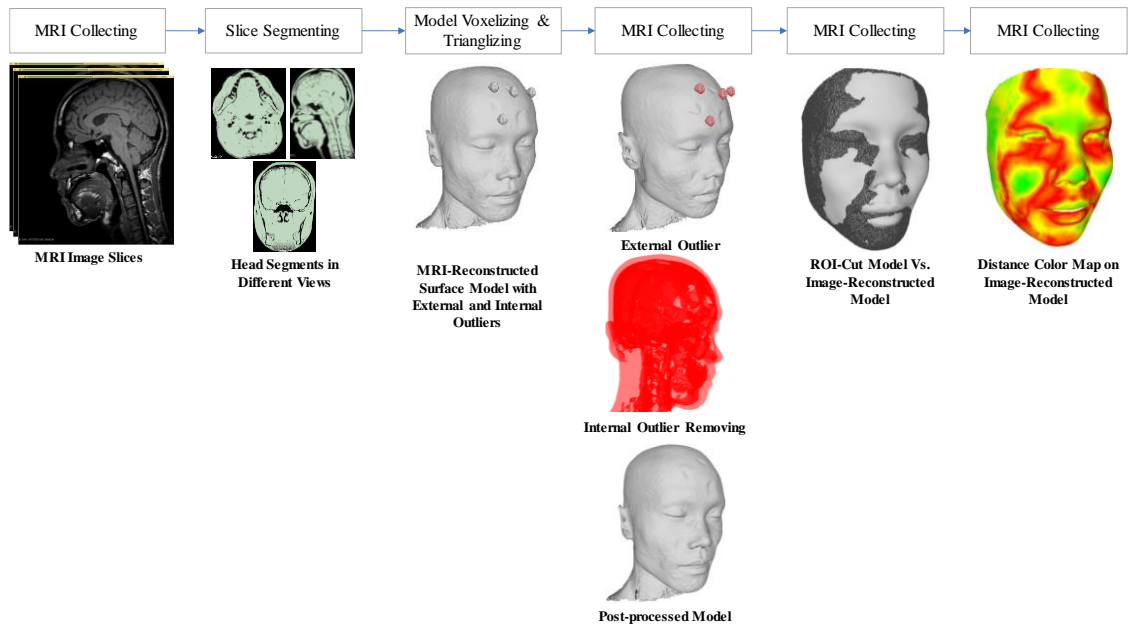 MRI Collecting
Slice Segmenting
Model Voxelizing &
Trianglizing
MRI Collecting
MRI Collecting
MRI Collecting
MRI Image Slices
Head Segments in
Different Views
MRI-Reconstructed
Surface Model with
External and Internal
Outliers
External Outlier
Internal Outlier Removing
Post-processed Model
ROI-Cut Model Vs.
Image-Reconstructed
Model
Distance Color Map on
Image-Reconstructed
Model